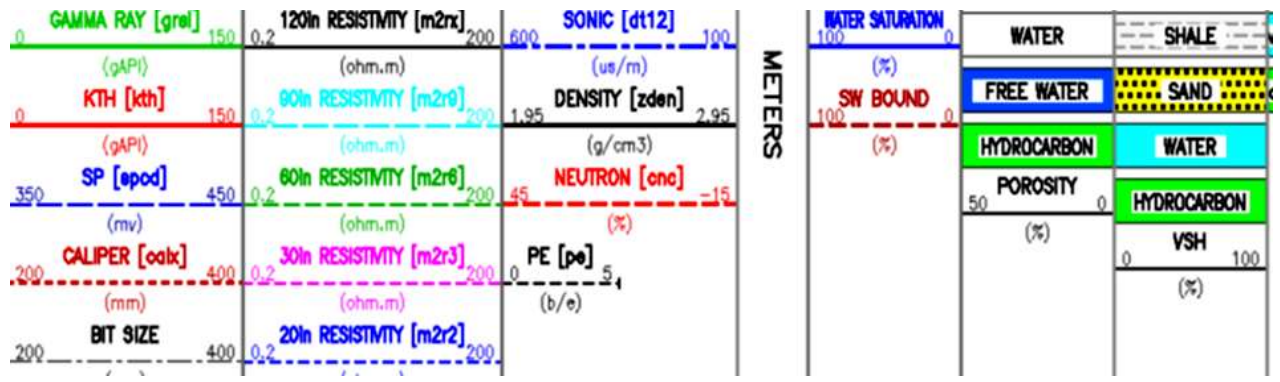 GAMMA RAY [grsl]
0 150
(gAPI)
KTH [kth]
0 150
(gAPI)
SP [spcd]
350 450
(mv)
CALIPER [calx]
200 400
(mm)
BIT SIZE
200 400
120in RESISTIVITY [m2rx]
0.2 200
(ohm.m)
90in RESISTIVITY [m2r9]
0.2 200
(ohm.m)
60in RESISTIVITY [m2r6]
0.2 200
(ohm.m)
30in RESISTIVITY [m2r3]
0.2 200
(ohm.m)
20in RESISTIVITY [m2r2]
0.2 200
SONIC [dt12]
600 100
(us/m)
DENSITY [zden]
1.95 2.95
(g/cm3)
NEUTRON [cnc]
45 -15
(%)
PE [pe]
0 5
(b/e)
METERS
WATER SATURATION
100 0
(%)
SW BOUND
100 0
(%)
WATER
FREE WATER
HYDROCARBON
POROSITY
50 0
(%)
SHALE
SAND
WATER
HYDROCARBON
VSH
0 100
(%)